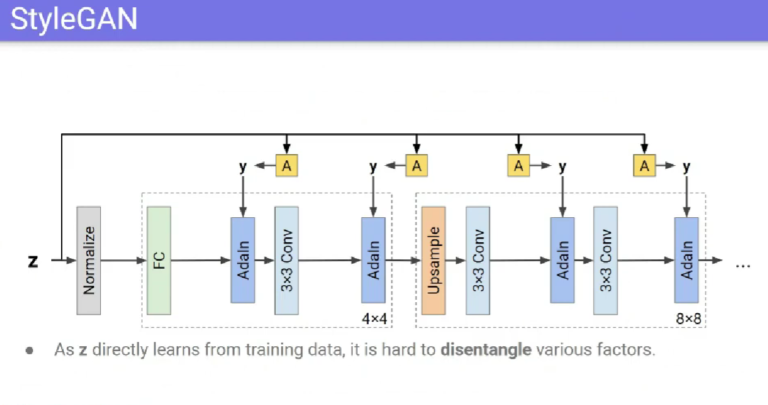 StyleGAN
A
A
A
A
y
y
y
y
z
Normalize
FC
AdaIn
3×3 Conv
AdaIn
Upsample
3×3 Conv
AdaIn
3×3 Conv
AdaIn
...
4×4
8×8
● As z directly learns from training data, it is hard to disentangle various factors.